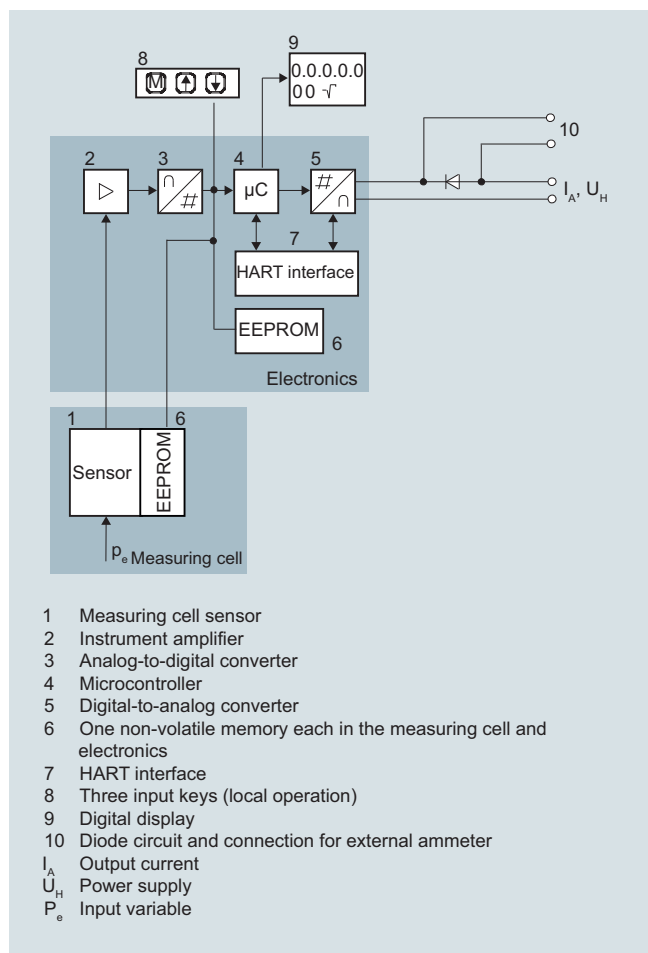 8
9
M
0.0.0.0.0
00 √
10
2
3
4
5
∩
#
µC
#
∩
I_A, U_H
7
HART interface
EEPROM
6
Electronics
1
6
Sensor
EEPROM
p_e Measuring cell
1 Measuring cell sensor
2 Instrument amplifier
3 Analog-to-digital converter
4 Microcontroller
5 Digital-to-analog converter
6 One non-volatile memory each in the measuring cell and
electronics
7 HART interface
8 Three input keys (local operation)
9 Digital display
10 Diode circuit and connection for external ammeter
I_A Output current
U_H Power supply
P_e Input variable